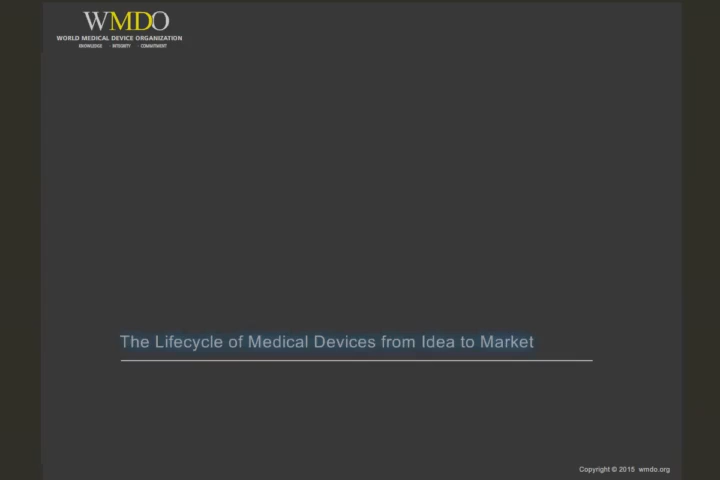 WMDO
WORLD MEDICAL DEVICE ORGANIZATION
KNOWLEDGE · INTEGRITY · COMMITMENT
The Lifecycle of Medical Devices from Idea to Market
Copyright © 2015 wmdo.org